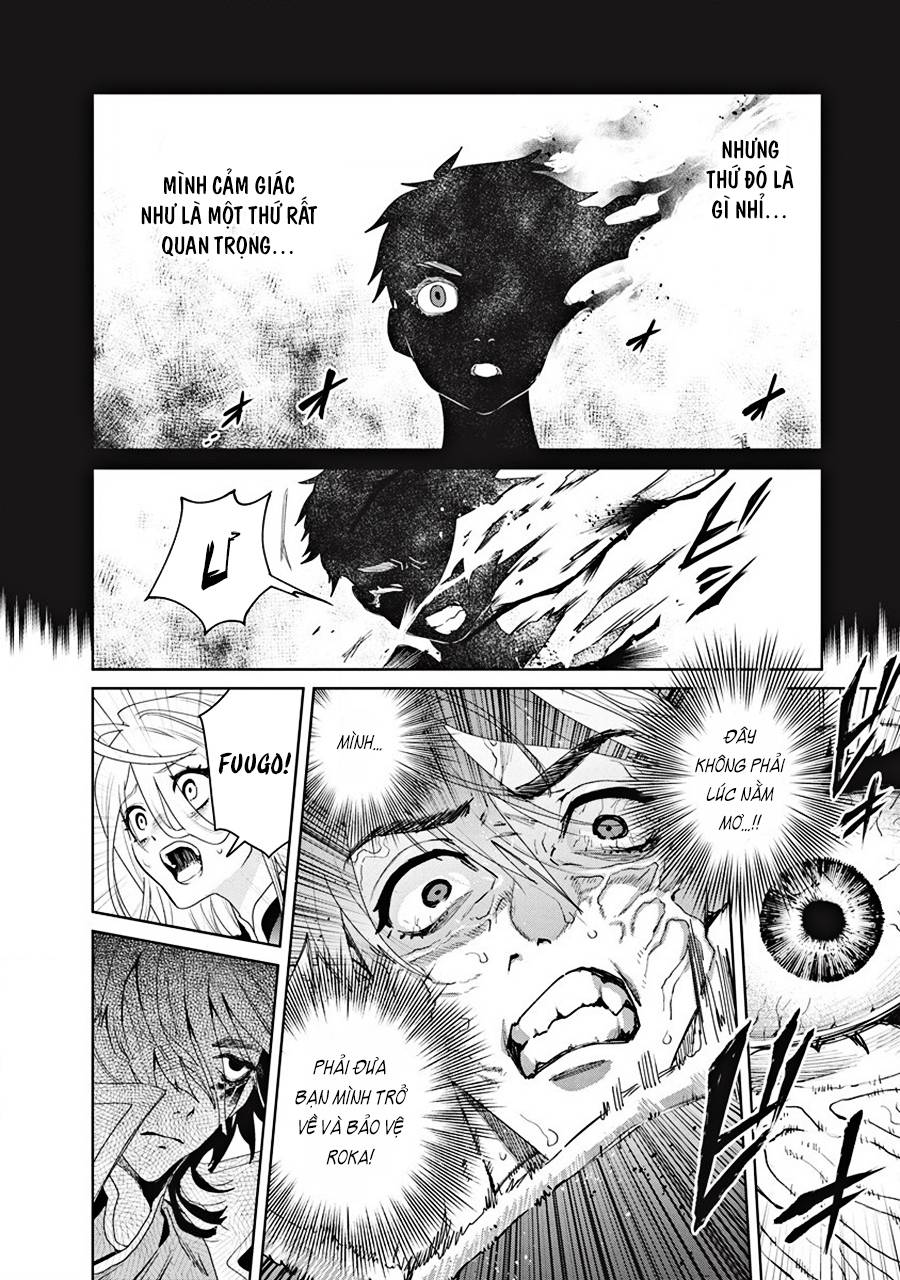 NHƯNG
THỨ ĐÓ LÀ
GÌ NHỈ...
MÌNH CẢM GIÁC
NHƯ LÀ MỘT THỨ RẤT
QUAN TRỌNG...
Ư
ĐÂY
KHÔNG PHẢI
LÚC NẰM
MƠ...!!
MÌNH...
PHẢI ĐƯA
BẠN MÌNH TRỞ
VỀ VÀ BẢO VỆ
ROKA!
FUUGO!